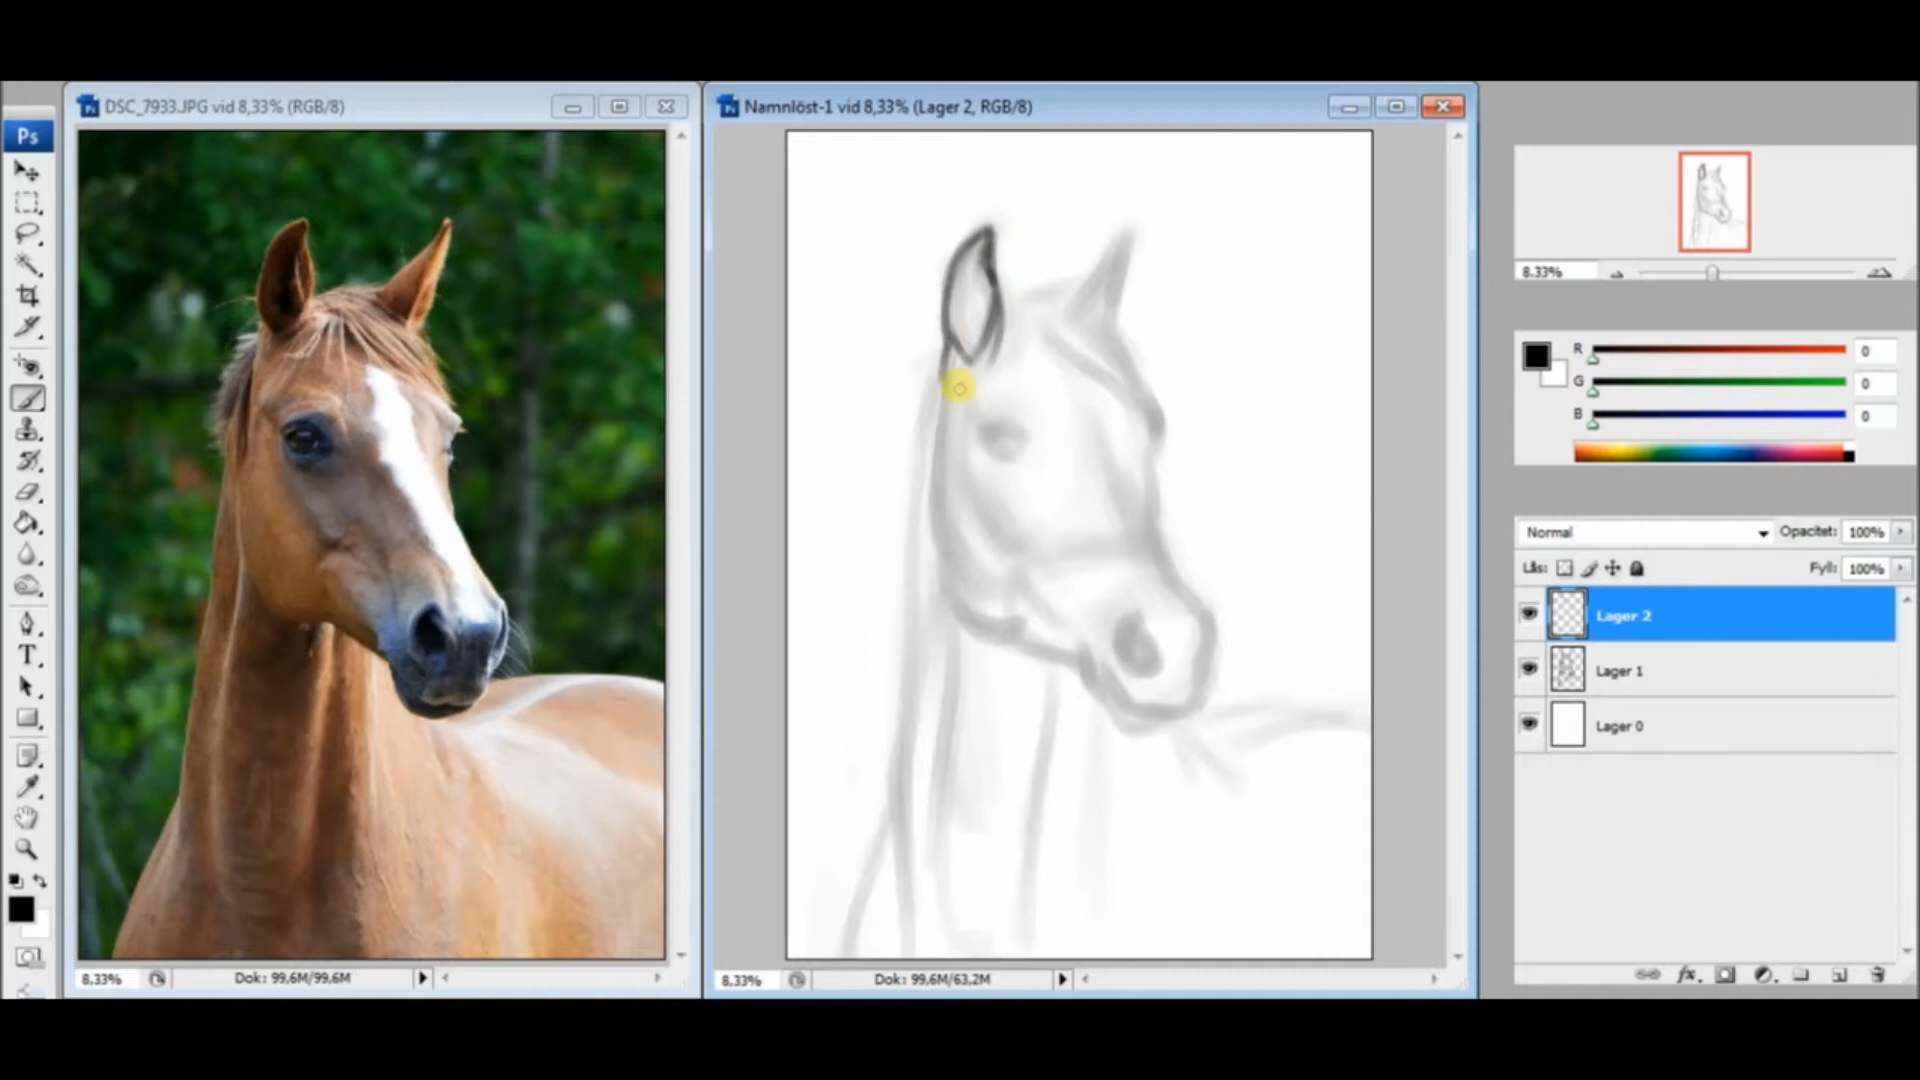 DSC_7933.JPG vid 8,33% (RGB/8)
Namnlöst-1 vid 8,33% (Lager 2, RGB/8)
Ps
T
8.33%
R
0
G
0
B
0
Normal
Opacitet: 100%
Lås:
Fyll: 100%
Lager 2
Lager 1
Lager 0
fx
8,33%
Dok: 99,6M/99,6M
8,33%
Dok: 99,6M/63,2M